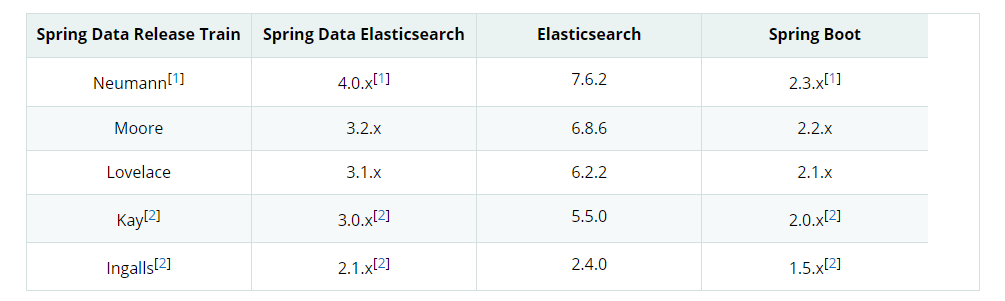 Spring Data Release Train Spring Data Elasticsearch Elasticsearch Spring Boot
Neumann[1] 4.0.x[1] 7.6.2 2.3.x[1]
Moore 3.2.x 6.8.6 2.2.x
Lovelace 3.1.x 6.2.2 2.1.x
Kay[2] 3.0.x[2] 5.5.0 2.0.x[2]
Ingalls[2] 2.1.x[2] 2.4.0 1.5.x[2]